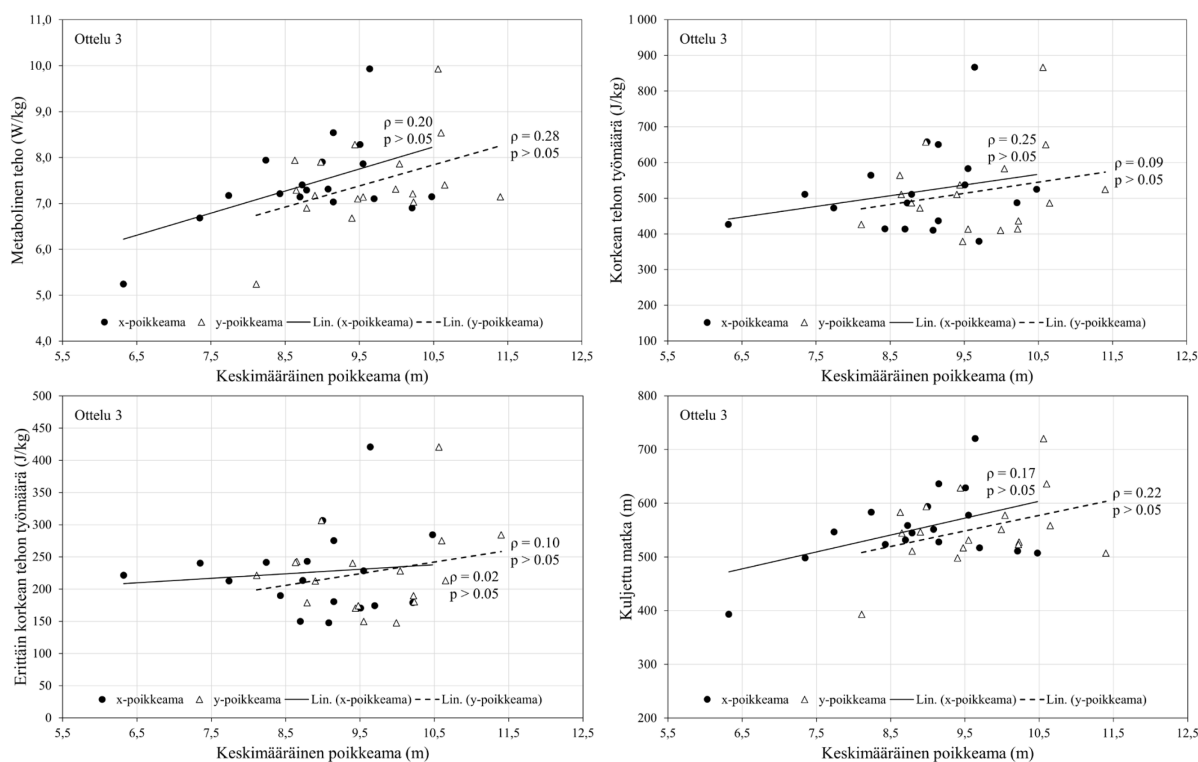 Ottelu 3
Metabolinen teho (W/kg)
11,0
10,0
9,0
8,0
7,0
6,0
5,0
4,0
ρ = 0.20
p > 0.05
ρ = 0.28
p > 0.05
x-poikkeama y-poikkeama Lin. (x-poikkeama) Lin. (y-poikkeama)
5,5 6,5 7,5 8,5 9,5 10,5 11,5 12,5
Keskimääräinen poikkeama (m)
Ottelu 3
Korkean tehon työmäärä (J/kg)
1 000
900
800
700
600
500
400
300
200
100
ρ = 0.25
p > 0.05
ρ = 0.09
p > 0.05
x-poikkeama y-poikkeama Lin. (x-poikkeama) Lin. (y-poikkeama)
5,5 6,5 7,5 8,5 9,5 10,5 11,5 12,5
Keskimääräinen poikkeama (m)
Ottelu 3
Erittäin korkean tehon työmäärä (J/kg)
500
450
400
350
300
250
200
150
100
50
0
ρ = 0.10
p > 0.05
ρ = 0.02
p > 0.05
x-poikkeama y-poikkeama Lin. (x-poikkeama) Lin. (y-poikkeama)
5,5 6,5 7,5 8,5 9,5 10,5 11,5 12,5
Keskimääräinen poikkeama (m)
Ottelu 3
Kuljettu matka (m)
800
700
600
500
400
300
200
ρ = 0.17
p > 0.05
ρ = 0.22
p > 0.05
x-poikkeama y-poikkeama Lin. (x-poikkeama) Lin. (y-poikkeama)
5,5 6,5 7,5 8,5 9,5 10,5 11,5 12,5
Keskimääräinen poikkeama (m)